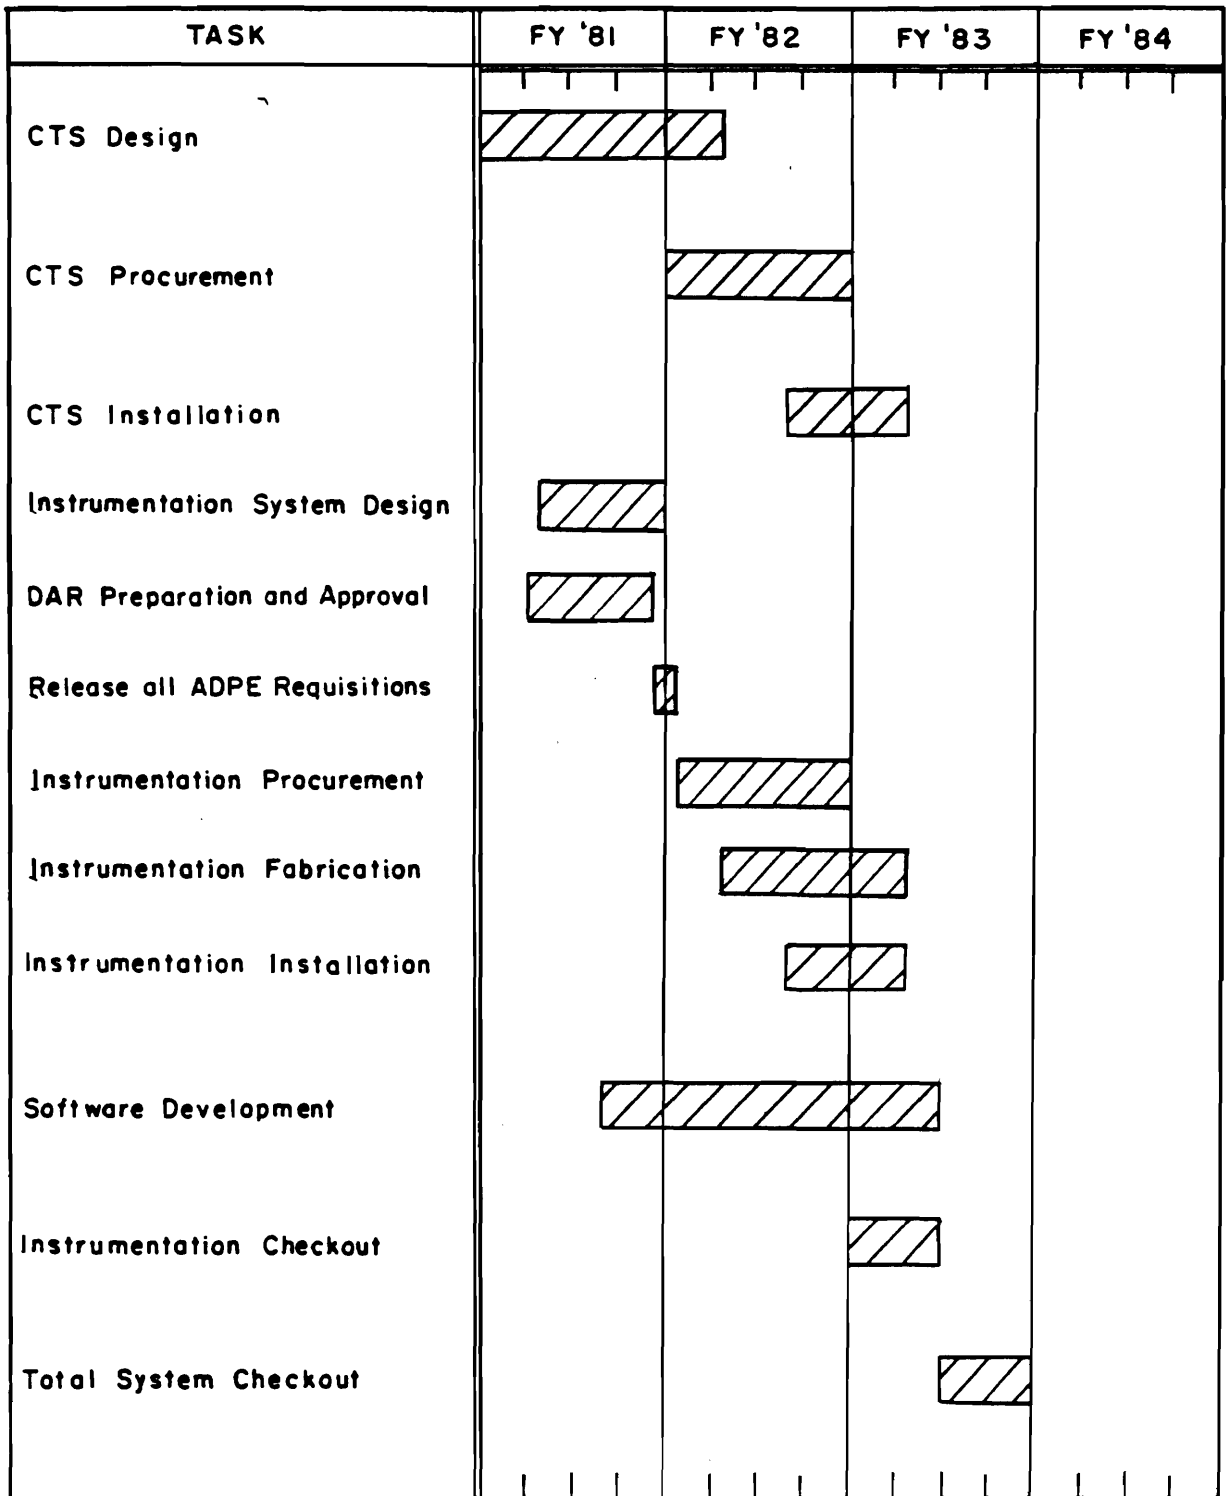 TASK FY '81 FY '82 FY '83 FY '84
CTS Design
CTS Procurement
CTS Installation
Instrumentation System Design
DAR Preparation and Approval
Release all ADPE Requisitions
Instrumentation Procurement
Instrumentation Fabrication
Instrumentation Installation
Software Development
Instrumentation Checkout
Total System Checkout